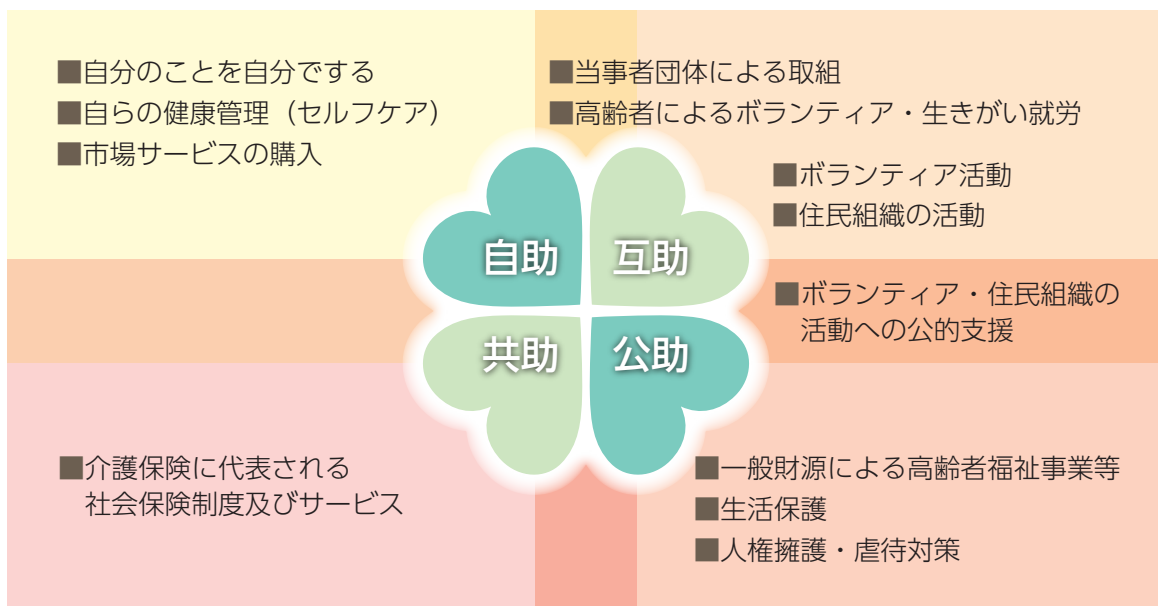 ■自分のことを自分でする
■自らの健康管理（セルフケア）
■市場サービスの購入
■当事者団体による取組
■高齢者によるボランティア・生きがい就労
■ボランティア活動
■住民組織の活動
自助
互助
■ボランティア・住民組織の
活動への公的支援
共助
公助
■介護保険に代表される
社会保険制度及びサービス
■一般財源による高齢者福祉事業等
■生活保護
■人権擁護・虐待対策